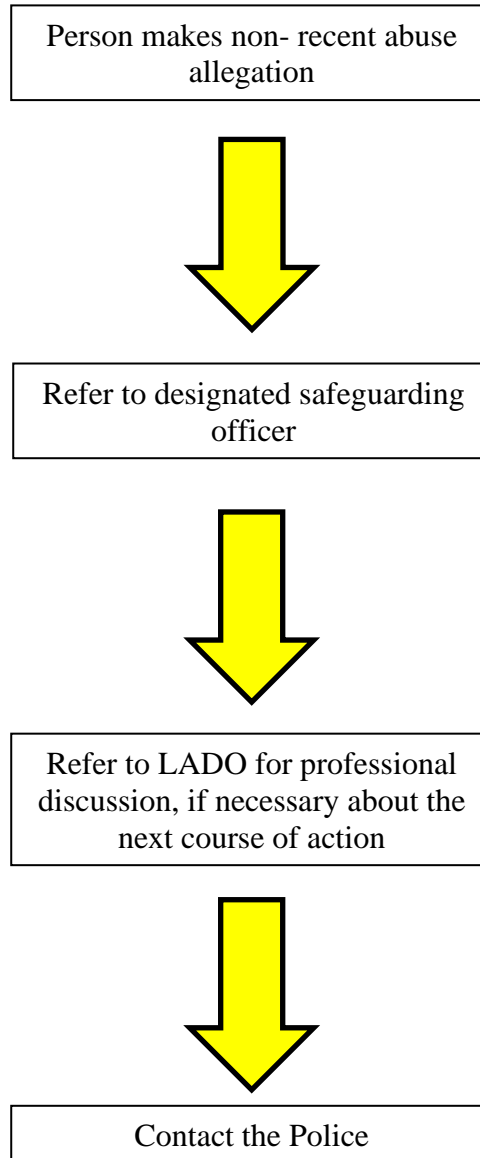 Person makes non- recent abuse
allegation
Refer to designated safeguarding
officer
Refer to LADO for professional
discussion, if necessary about the
next course of action
Contact the Police